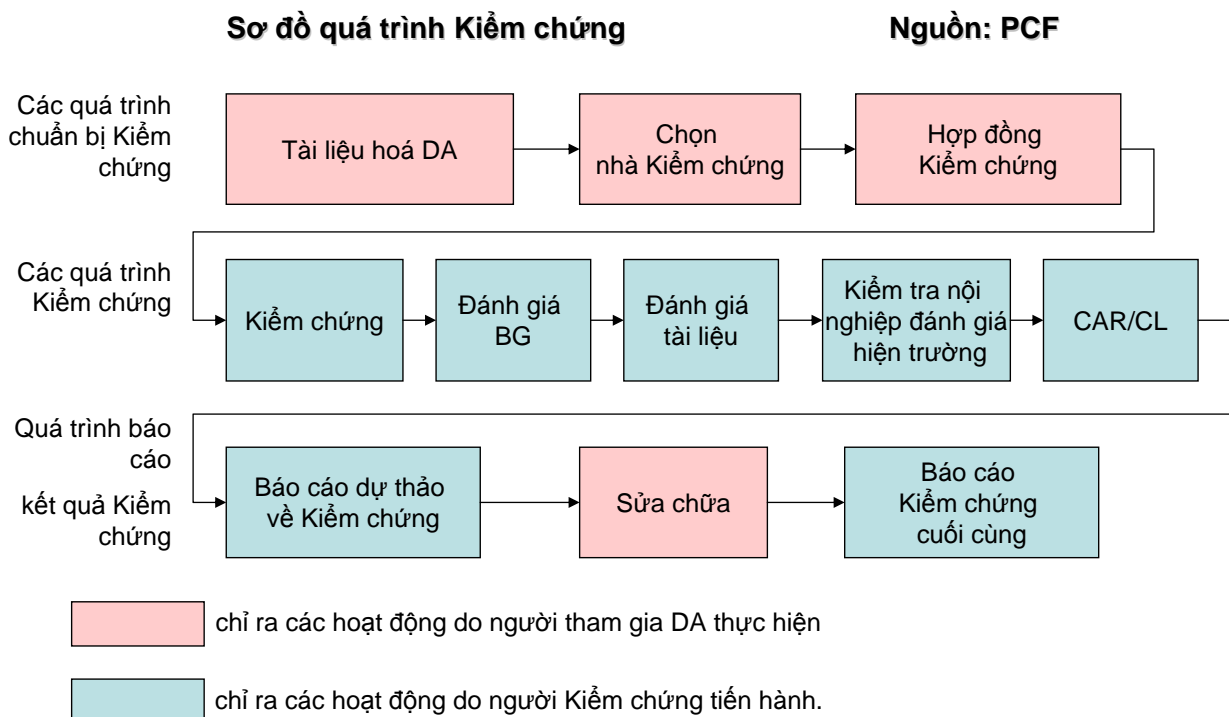 Sơ đồ quá trình Kiểm chứng
Nguồn: PCF
Các quá trình
chuẩn bị Kiểm
chứng
Tài liệu hoá DA
Chọn
nhà Kiểm chứng
Hợp đồng
Kiểm chứng
Các quá trình
Kiểm chứng
Kiểm chứng
Đánh giá
BG
Đánh giá
tài liệu
Kiểm tra nội
nghiệp đánh giá
hiện trường
CAR/CL
Quá trình báo
cáo
kết quả Kiểm
chứng
Báo cáo dự thảo
về Kiểm chứng
Sửa chữa
Báo cáo
Kiểm chứng
cuối cùng
chỉ ra các hoạt động do người tham gia DA thực hiện
chỉ ra các hoạt động do người Kiểm chứng tiến hành.